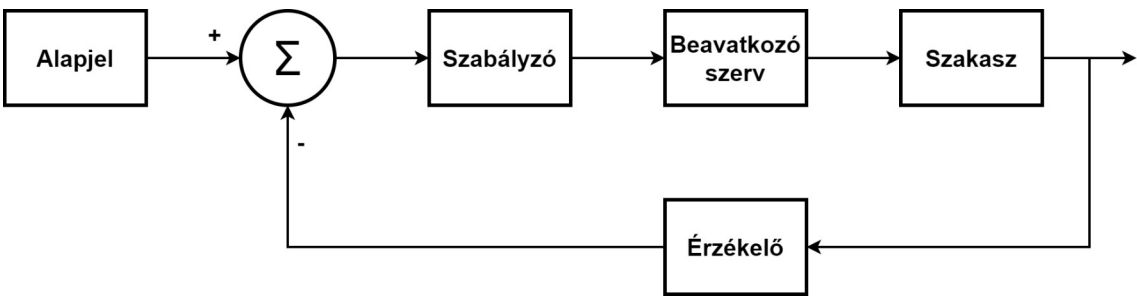 Alapjel
+
Σ
-
Szabályzó
Beavatkozó
szerv
Szakasz
Érzékelő